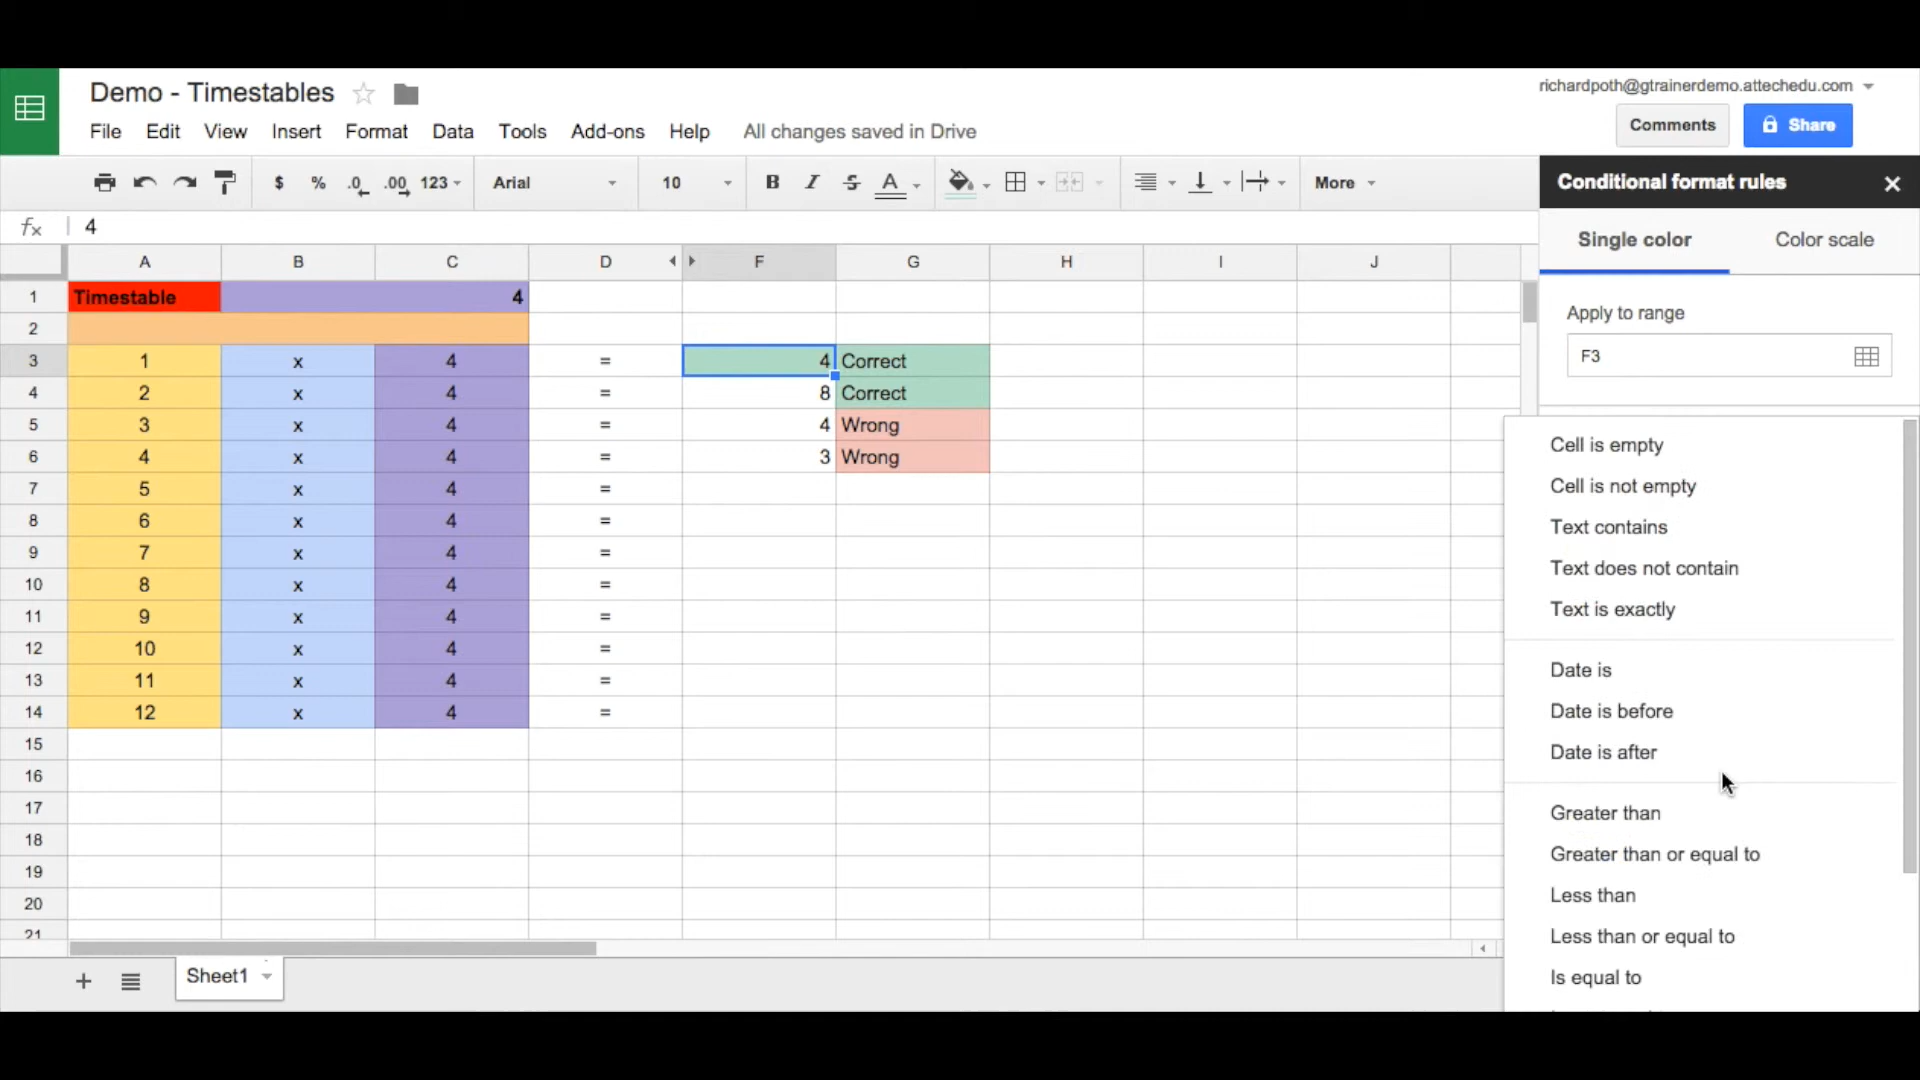 Demo - Timestables
richardpoth@gtrainerdemo.attechedu.com
File Edit View Insert Format Data Tools Add-ons Help All changes saved in Drive
Comments Share
$ % .0 .00 123 Arial 10 B I S A More
Conditional format rules
fx 4
Single color Color scale
A B C D F G H I J
1 Timestable 4
Apply to range
2
F3
3 1 x 4 = 4 Correct
4 2 x 4 = 8 Correct
5 3 x 4 = 4 Wrong
6 4 x 4 = 3 Wrong
7 5 x 4 =
8 6 x 4 =
9 7 x 4 =
10 8 x 4 =
11 9 x 4 =
12 10 x 4 =
13 11 x 4 =
14 12 x 4 =
15
16
17
18
19
20
21
Cell is empty
Cell is not empty
Text contains
Text does not contain
Text is exactly
Date is
Date is before
Date is after
Greater than
Greater than or equal to
Less than
Less than or equal to
Is equal to
+ Sheet1